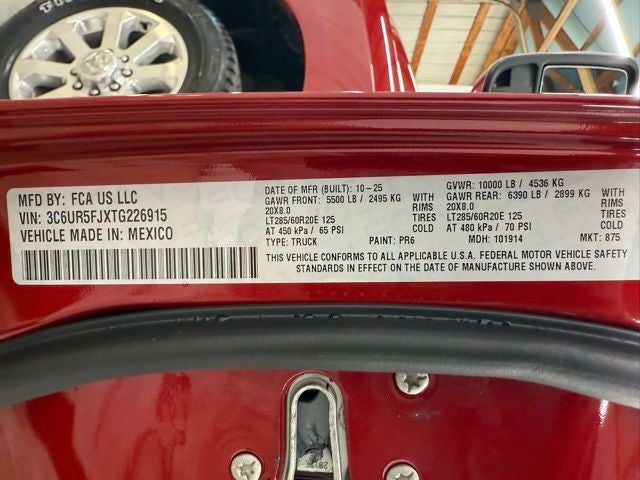 MFD BY: FCA US LLC
VIN: 3C6UR5FJXTG226915
VEHICLE MADE IN: MEXICO
DATE OF MFR (BUILT): 10-25
GAWR FRONT: 5500 LB / 2495 KG WITH
20X8.0 RIMS
LT285/60R20E 125 TIRES
AT 450 kPa / 65 PSI COLD
TYPE: TRUCK PAINT: PR6
GVWR: 10000 LB / 4536 KG
GAWR REAR: 6390 LB / 2899 KG WITH
20X8.0 RIMS
LT285/60R20E 125 TIRES
AT 480 kPa / 70 PSI COLD
MDH: 101914 MKT: 875
THIS VEHICLE CONFORMS TO ALL APPLICABLE U.S.A. FEDERAL MOTOR VEHICLE SAFETY
STANDARDS IN EFFECT ON THE DATE OF MANUFACTURE SHOWN ABOVE.